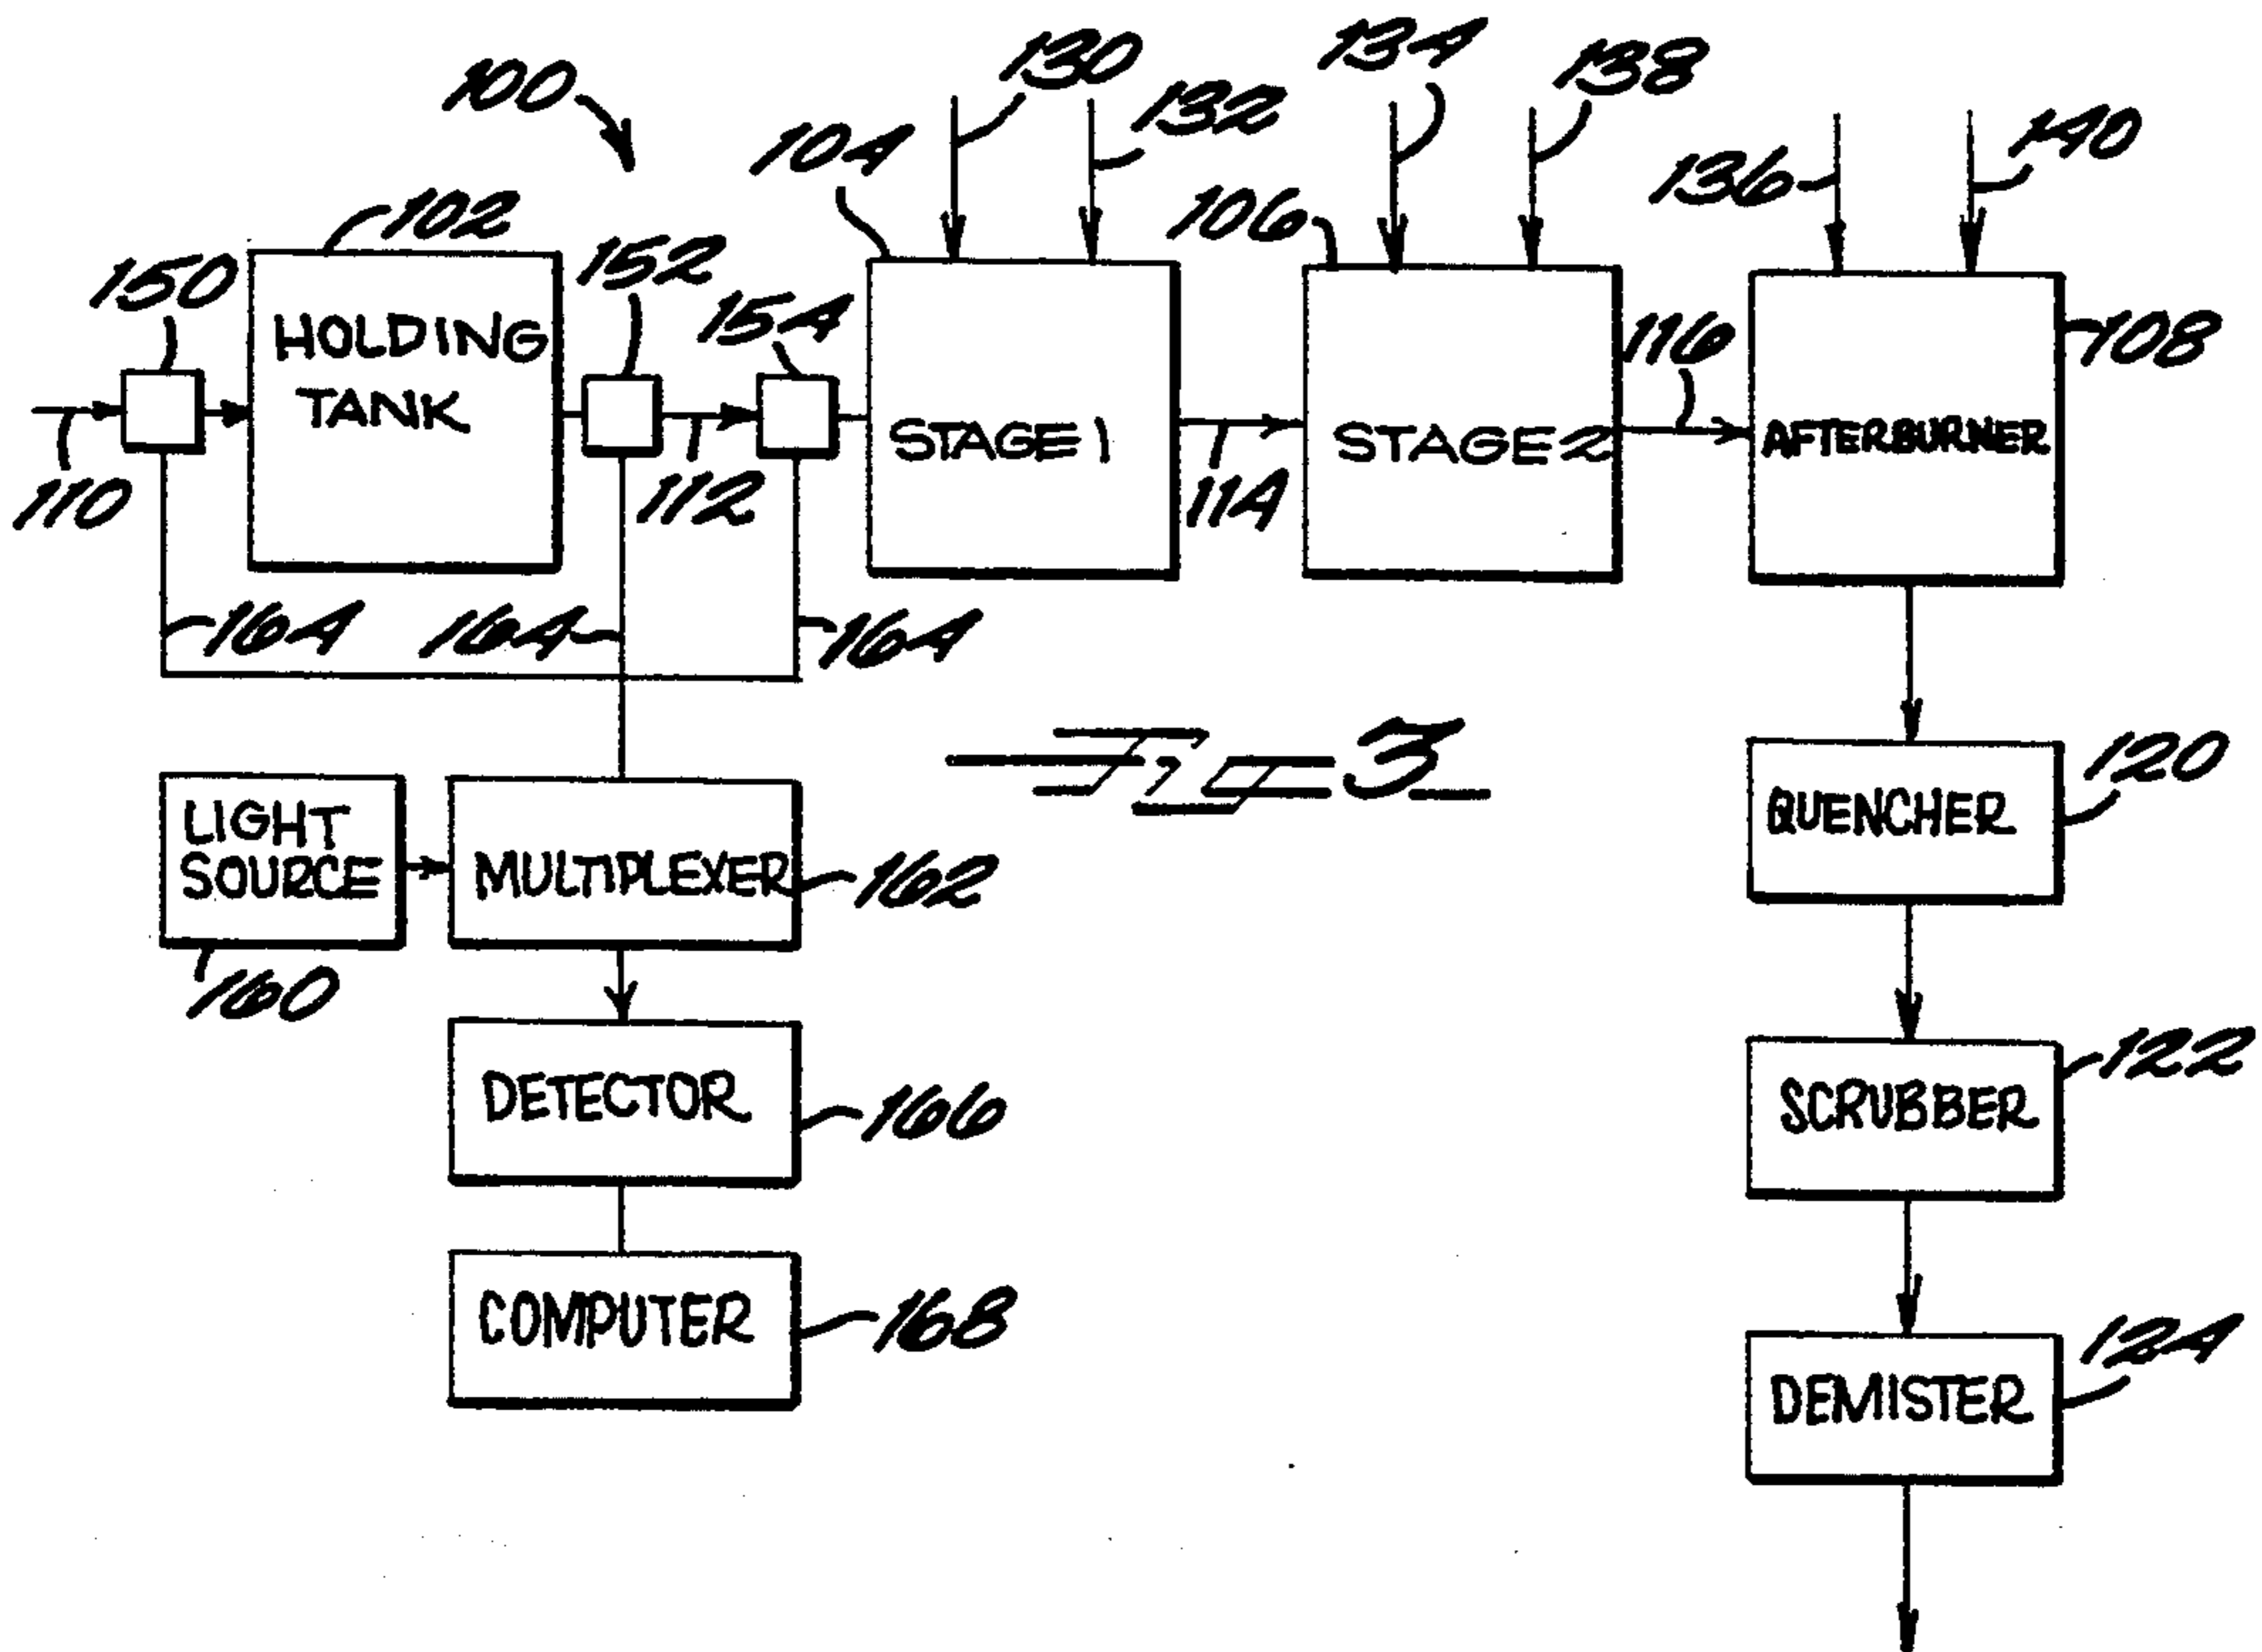 100
130
132
134
138
136
140
104
106
102
150
152
154
HOLDING
TANK
STAGE 1
STAGE 2
AFTERBURNER
108
110
112
114
116
164
164
164
FIG 3
LIGHT
SOURCE
160
MULTIPLEXER
162
QUENCHER
120
DETECTOR
166
SCRUBBER
122
COMPUTER
168
DEMISTER
124